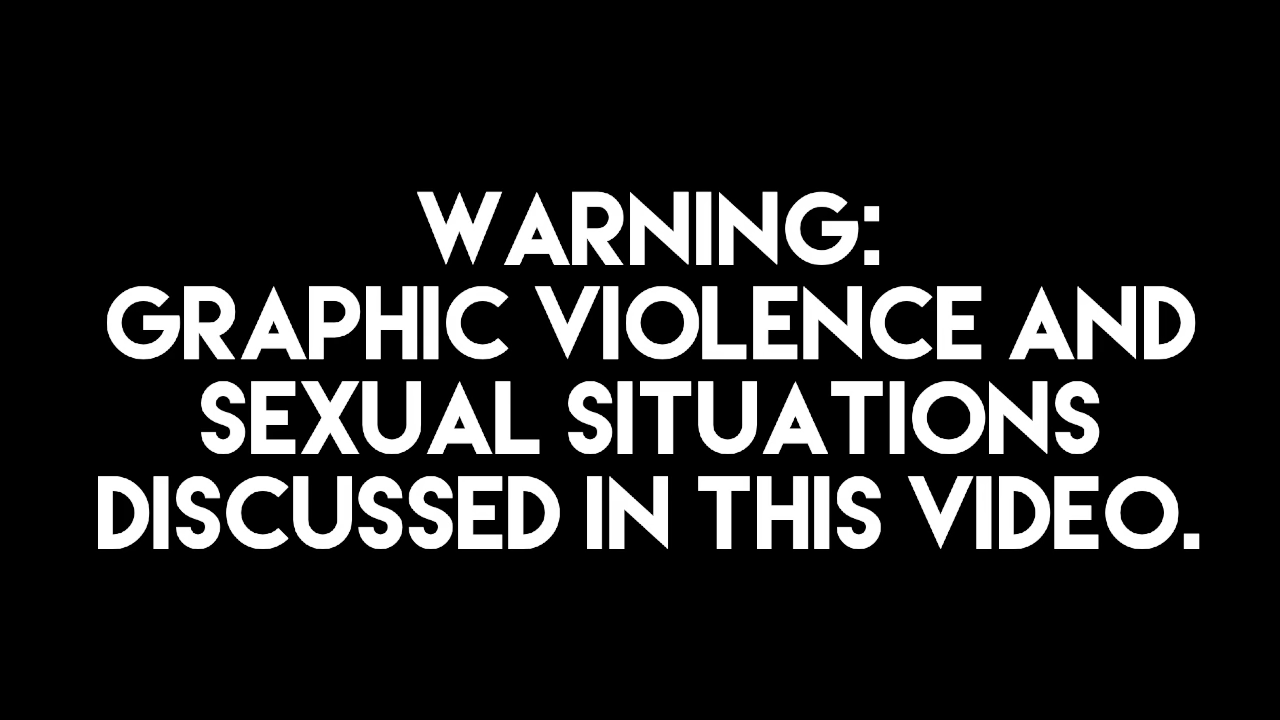 WARNING:
GRAPHIC VIOLENCE AND
SEXUAL SITUATIONS
DISCUSSED IN THIS VIDEO.